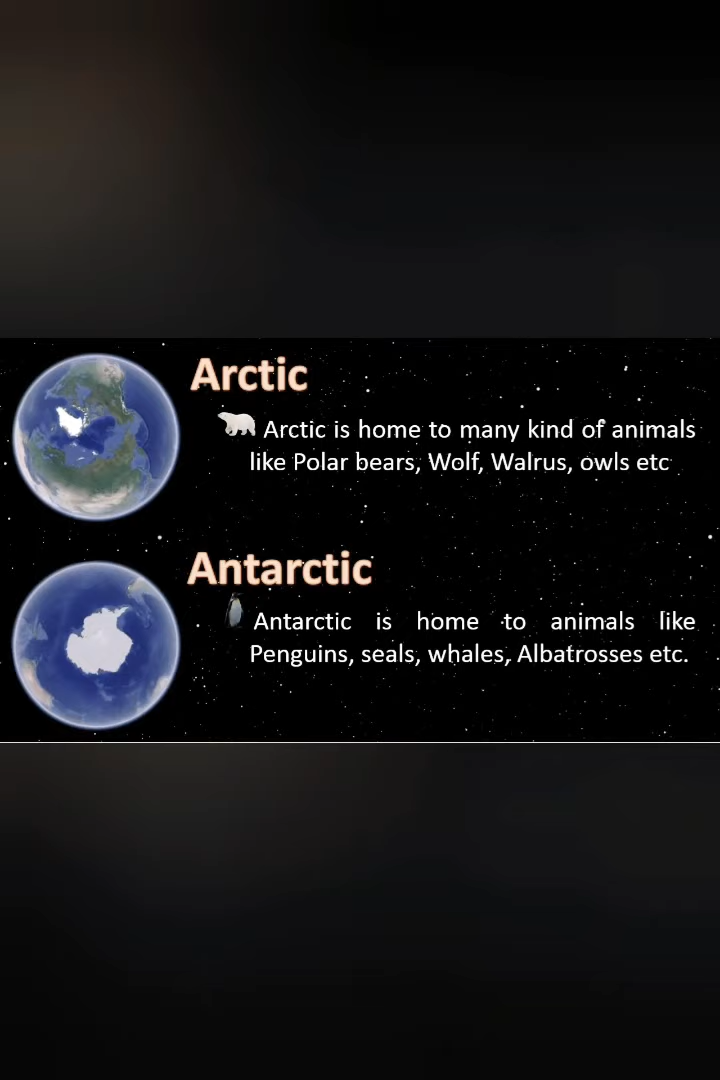 Arctic
Arctic is home to many kind of animals
like Polar bears, Wolf, Walrus, owls etc
Antarctic
Antarctic is home to animals like
Penguins, seals, whales, Albatrosses etc.